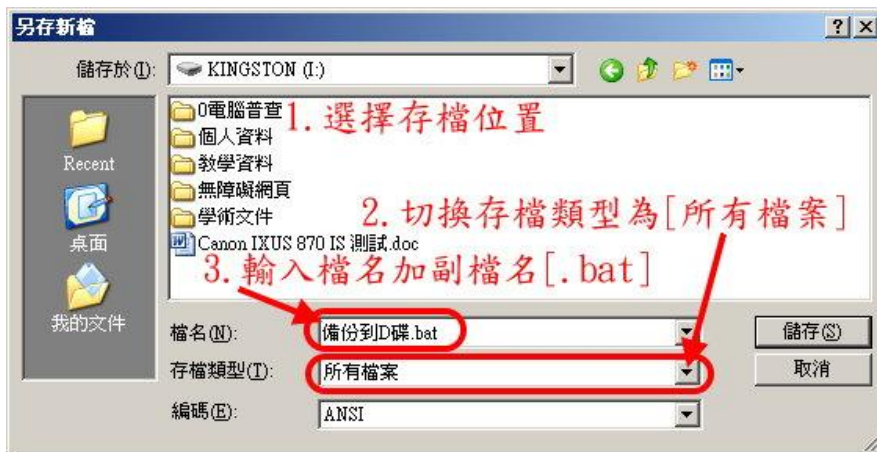 另存新檔
儲存於(I):
KINGSTON (I:)
Recent
桌面
我的文件
0電腦普查
個人資料
教學資料
無障礙網頁
學術文件
Canon IXUS 870 IS 測試.doc
1. 選擇存檔位置
2. 切換存檔類型為[所有檔案]
3. 輸入檔名加副檔名[.bat]
檔名(N):
備份到D碟.bat
儲存(S)
存檔類型(T):
所有檔案
取消
編碼(E):
ANSI